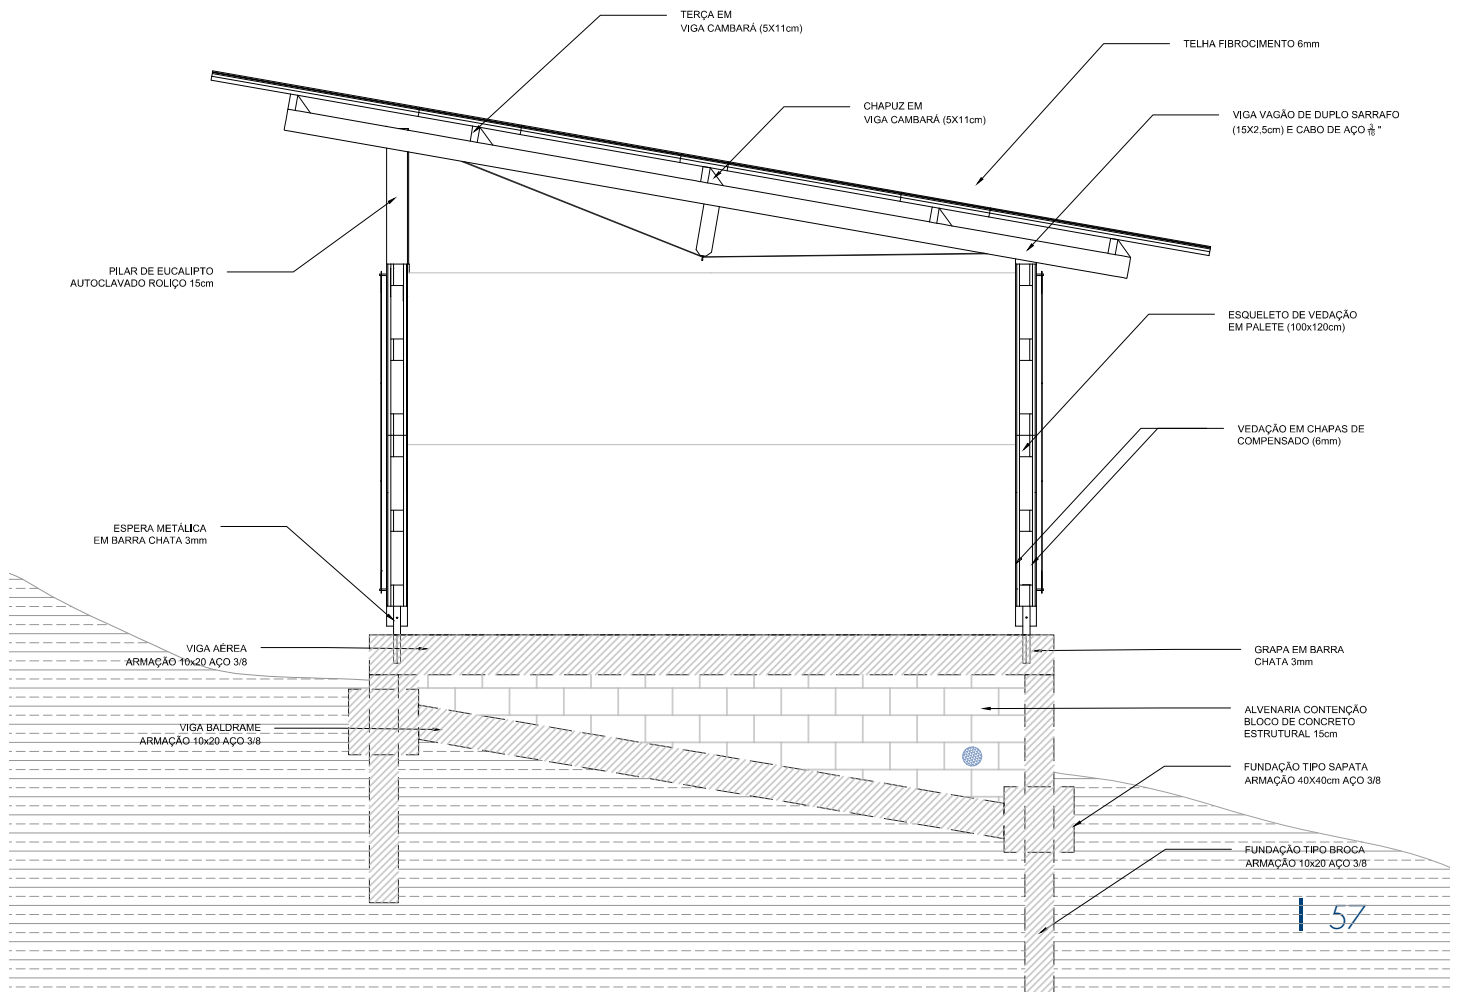 TERÇA EM
VIGA CAMBARÁ (5X11cm)
TELHA FIBROCIMENTO 6mm
CHAPUZ EM
VIGA CAMBARÁ (5X11cm)
VIGA VAGÃO DE DUPLO SARRAFO
(15X2,5cm) E CABO DE AÇO 3/16 "
PILAR DE EUCALIPTO
AUTOCLAVADO ROLIÇO 15cm
ESQUELETO DE VEDAÇÃO
EM PALETE (100x120cm)
VEDAÇÃO EM CHAPAS DE
COMPENSADO (6mm)
ESPERA METÁLICA
EM BARRA CHATA 3mm
VIGA AÉREA
ARMAÇÃO 10x20 AÇO 3/8
GRAPA EM BARRA
CHATA 3mm
VIGA BALDRAME
ARMAÇÃO 10x20 AÇO 3/8
ALVENARIA CONTENÇÃO
BLOCO DE CONCRETO
ESTRUTURAL 15cm
FUNDAÇÃO TIPO SAPATA
ARMAÇÃO 40X40cm AÇO 3/8
FUNDAÇÃO TIPO BROCA
ARMAÇÃO 10x20 AÇO 3/8
57